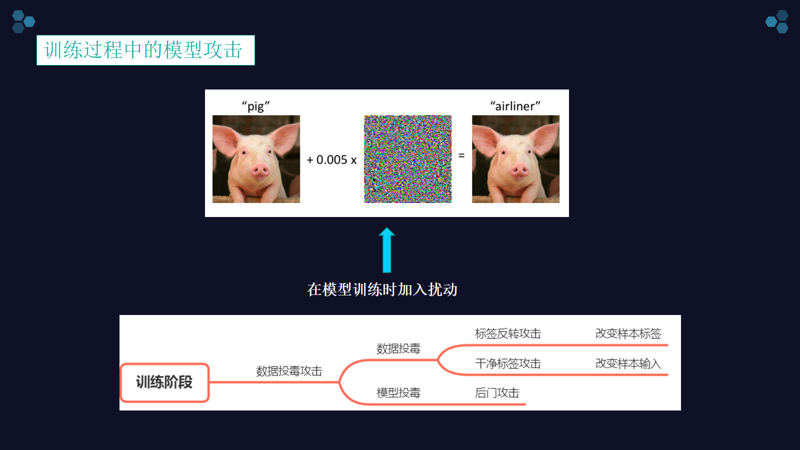 训练过程中的模型攻击
“pig”
“airliner”
+ 0.005 x
=
在模型训练时加入扰动
标签反转攻击 改变样本标签
数据投毒
干净标签攻击 改变样本输入
数据投毒攻击
训练阶段
模型投毒 后门攻击